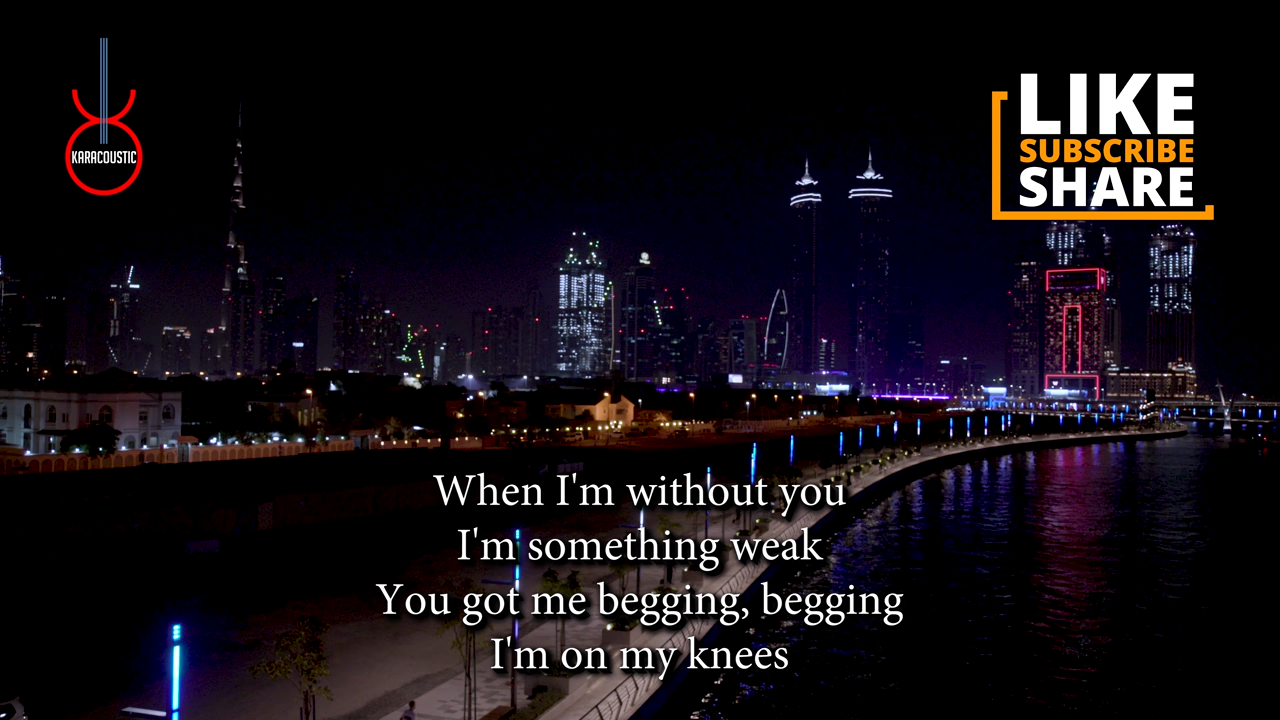 KARACOUSTIC
LIKE
SUBSCRIBE
SHARE
When I'm without you
I'm something weak
You got me begging, begging
I'm on my knees